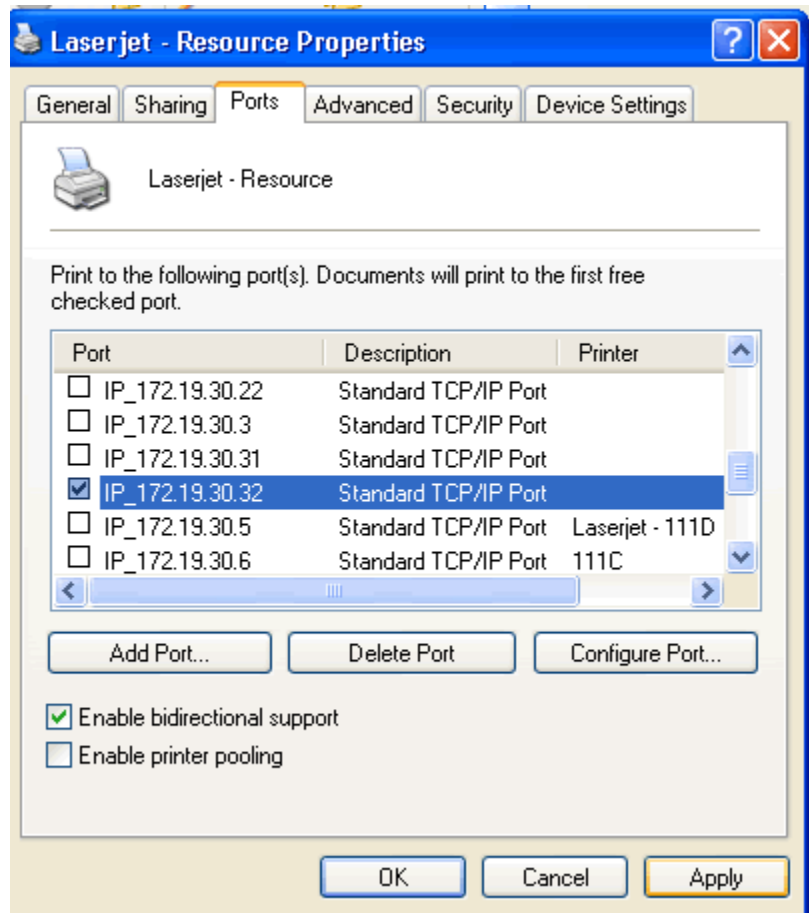 Laserjet - Resource Properties
General Sharing Ports Advanced Security Device Settings
Laserjet - Resource
Print to the following port(s). Documents will print to the first free
checked port.
Port Description Printer
IP_172.19.30.22 Standard TCP/IP Port
IP_172.19.30.3 Standard TCP/IP Port
IP_172.19.30.31 Standard TCP/IP Port
IP_172.19.30.32 Standard TCP/IP Port
IP_172.19.30.5 Standard TCP/IP Port Laserjet - 111D
IP_172.19.30.6 Standard TCP/IP Port 111C
Add Port... Delete Port Configure Port...
Enable bidirectional support
Enable printer pooling
OK Cancel Apply